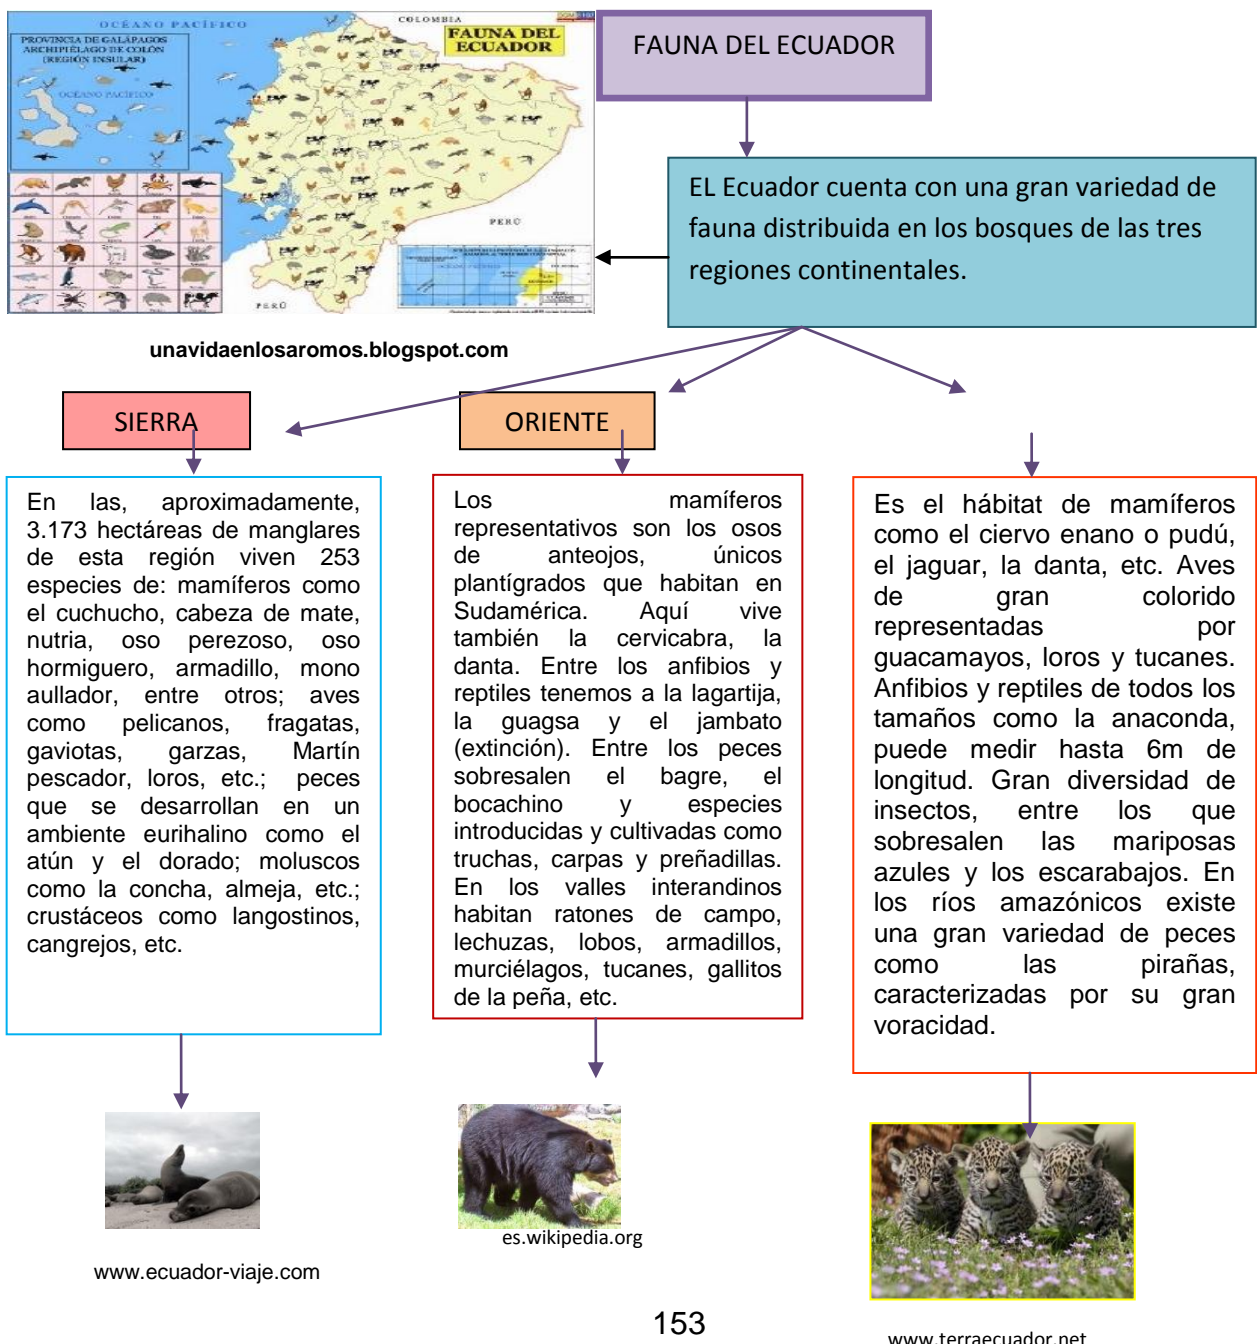 OCÉANO PACÍFICO
COLOMBIA
FAUNA DEL
ECUADOR
PROVINCIA DE GALÁPAGOS
ARCHIPIÉLAGO DE COLÓN
(REGIÓN INSULAR)
OCÉANO PACÍFICO
PERÚ
PERÚ
unavidaenlosaromos.blogspot.com
FAUNA DEL ECUADOR
EL Ecuador cuenta con una gran variedad de
fauna distribuida en los bosques de las tres
regiones continentales.
SIERRA
En las, aproximadamente,
3.173 hectáreas de manglares
de esta región viven 253
especies de: mamíferos como
el cuchucho, cabeza de mate,
nutria, oso perezoso, oso
hormiguero, armadillo, mono
aullador, entre otros; aves
como pelicanos, fragatas,
gaviotas, garzas, Martín
pescador, loros, etc.; peces
que se desarrollan en un
ambiente eurihalino como el
atún y el dorado; moluscos
como la concha, almeja, etc.;
crustáceos como langostinos,
cangrejos, etc.
www.ecuador-viaje.com
ORIENTE
Los mamíferos
representativos son los osos
de anteojos, únicos
plantígrados que habitan en
Sudamérica. Aquí vive
también la cervicabra, la
danta. Entre los anfibios y
reptiles tenemos a la lagartija,
la guagsa y el jambato
(extinción). Entre los peces
sobresalen el bagre, el
bocachino y especies
introducidas y cultivadas como
truchas, carpas y preñadillas.
En los valles interandinos
habitan ratones de campo,
lechuzas, lobos, armadillos,
murciélagos, tucanes, gallitos
de la peña, etc.
es.wikipedia.org
Es el hábitat de mamíferos
como el ciervo enano o pudú,
el jaguar, la danta, etc. Aves
de gran colorido
representadas por
guacamayos, loros y tucanes.
Anfibios y reptiles de todos los
tamaños como la anaconda,
puede medir hasta 6m de
longitud. Gran diversidad de
insectos, entre los que
sobresalen las mariposas
azules y los escarabajos. En
los ríos amazónicos existe
una gran variedad de peces
como las pirañas,
caracterizadas por su gran
voracidad.
www.terraecuador.net
153